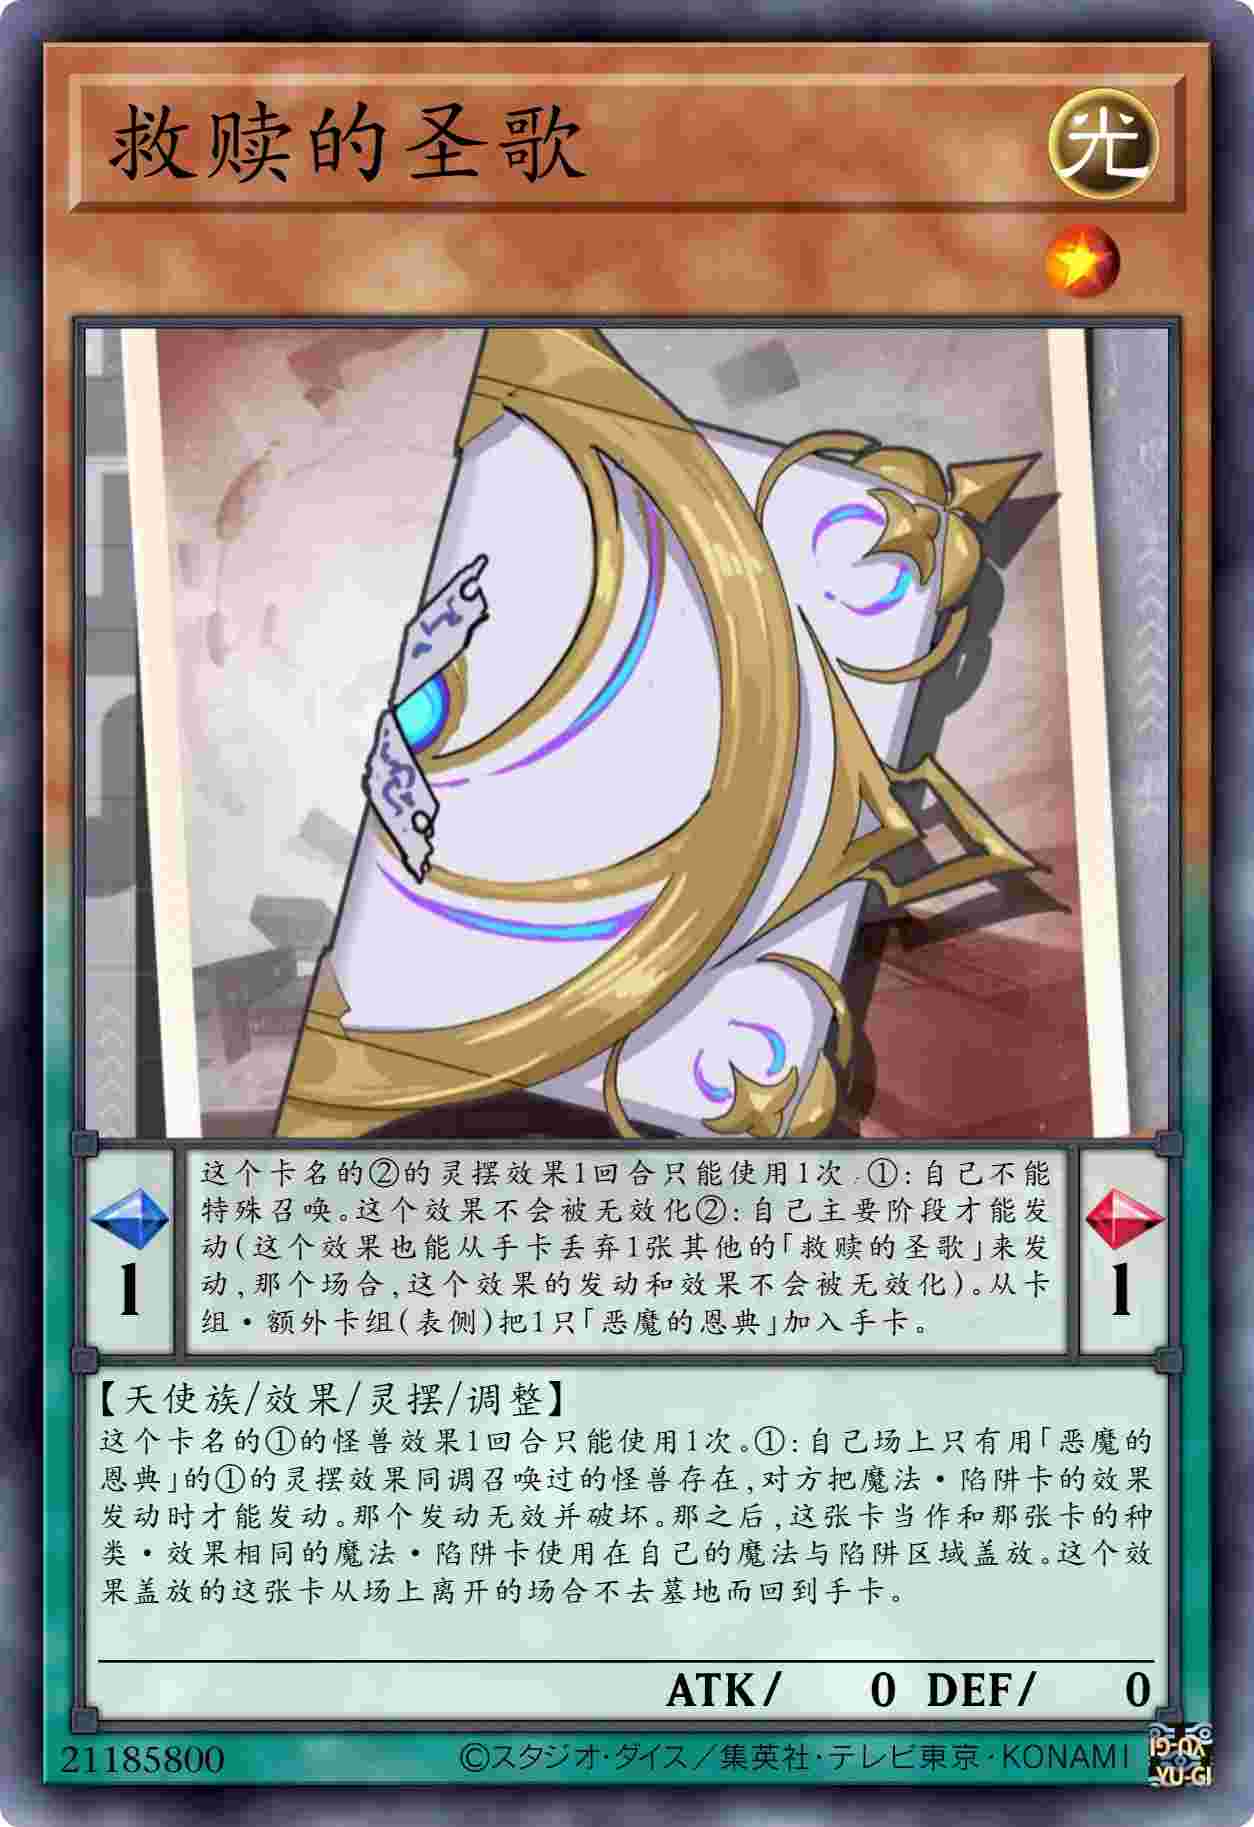 救赎的圣歌
光
这个卡名的②的灵摆效果1回合只能使用1次.①:自己不能
特殊召唤。这个效果不会被无效化②:自己主要阶段才能发
动(这个效果也能从手卡丢弃1张其他的「救赎的圣歌」来发
动,那个场合,这个效果的发动和效果不会被无效化)。从卡
组·额外卡组(表侧)把1只「恶魔的恩典」加入手卡。
1
1
【天使族/效果/灵摆/调整】
这个卡名的①的怪兽效果1回合只能使用1次。①:自己场上只有用「恶魔的
恩典」的①的灵摆效果同调召唤过的怪兽存在,对方把魔法·陷阱卡的效果
发动时才能发动。那个发动无效并破坏。那之后,这张卡当作和那张卡的种
类·效果相同的魔法·陷阱卡使用在自己的魔法与陷阱区域盖放。这个效
果盖放的这张卡从场上离开的场合不去墓地而回到手卡。
ATK/ 0 DEF/ 0
21185800 ©スタジオ·ダイス/集英社·テレビ東京·KONAMI
YU-GI
YU-GI